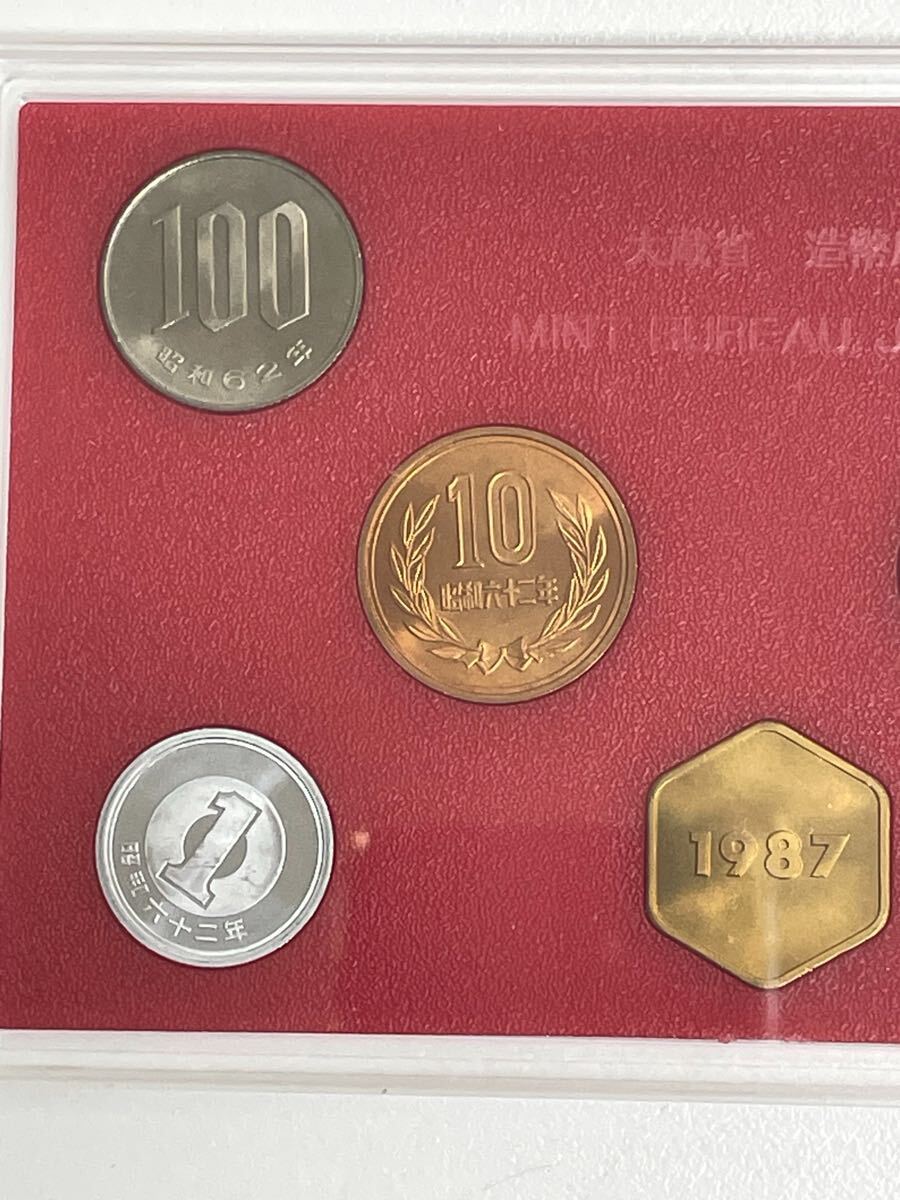 100
昭和62年
大蔵省 造幣
MINT BUREAU, J
10
昭和六十二年
1
昭和六十二年
1987